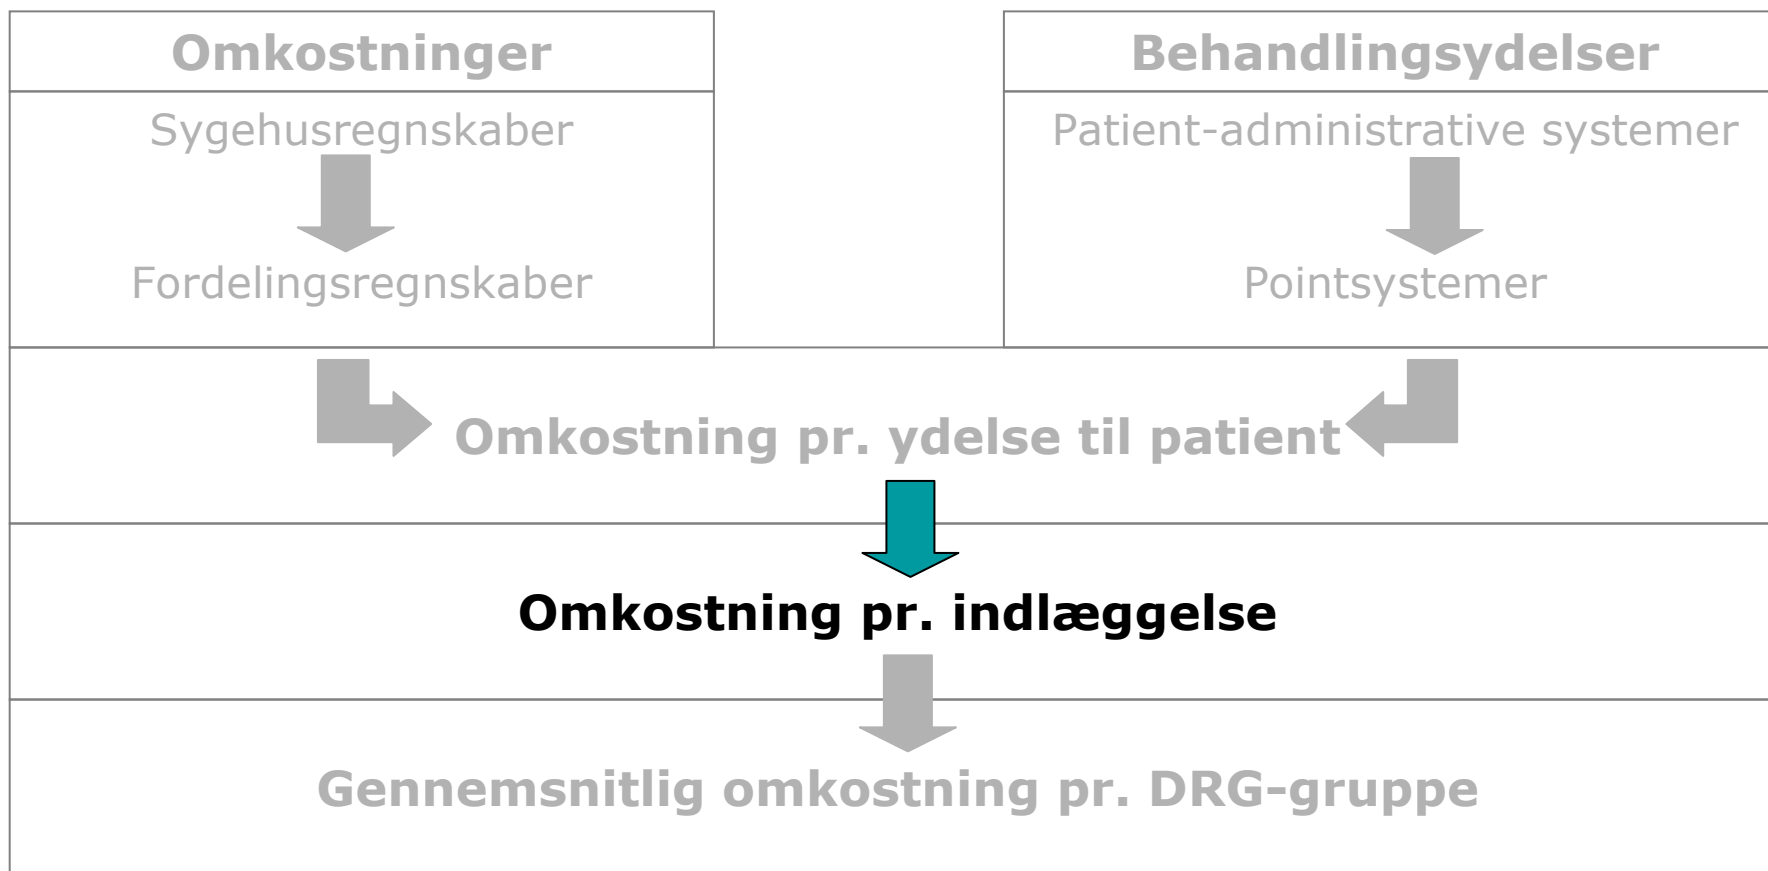 Omkostninger
Sygehusregnskaber
Fordelingsregnskaber
Behandlingsydelser
Patient-administrative systemer
Pointsystemer
Omkostning pr. ydelse til patient
Omkostning pr. indlæggelse
Gennemsnitlig omkostning pr. DRG-gruppe